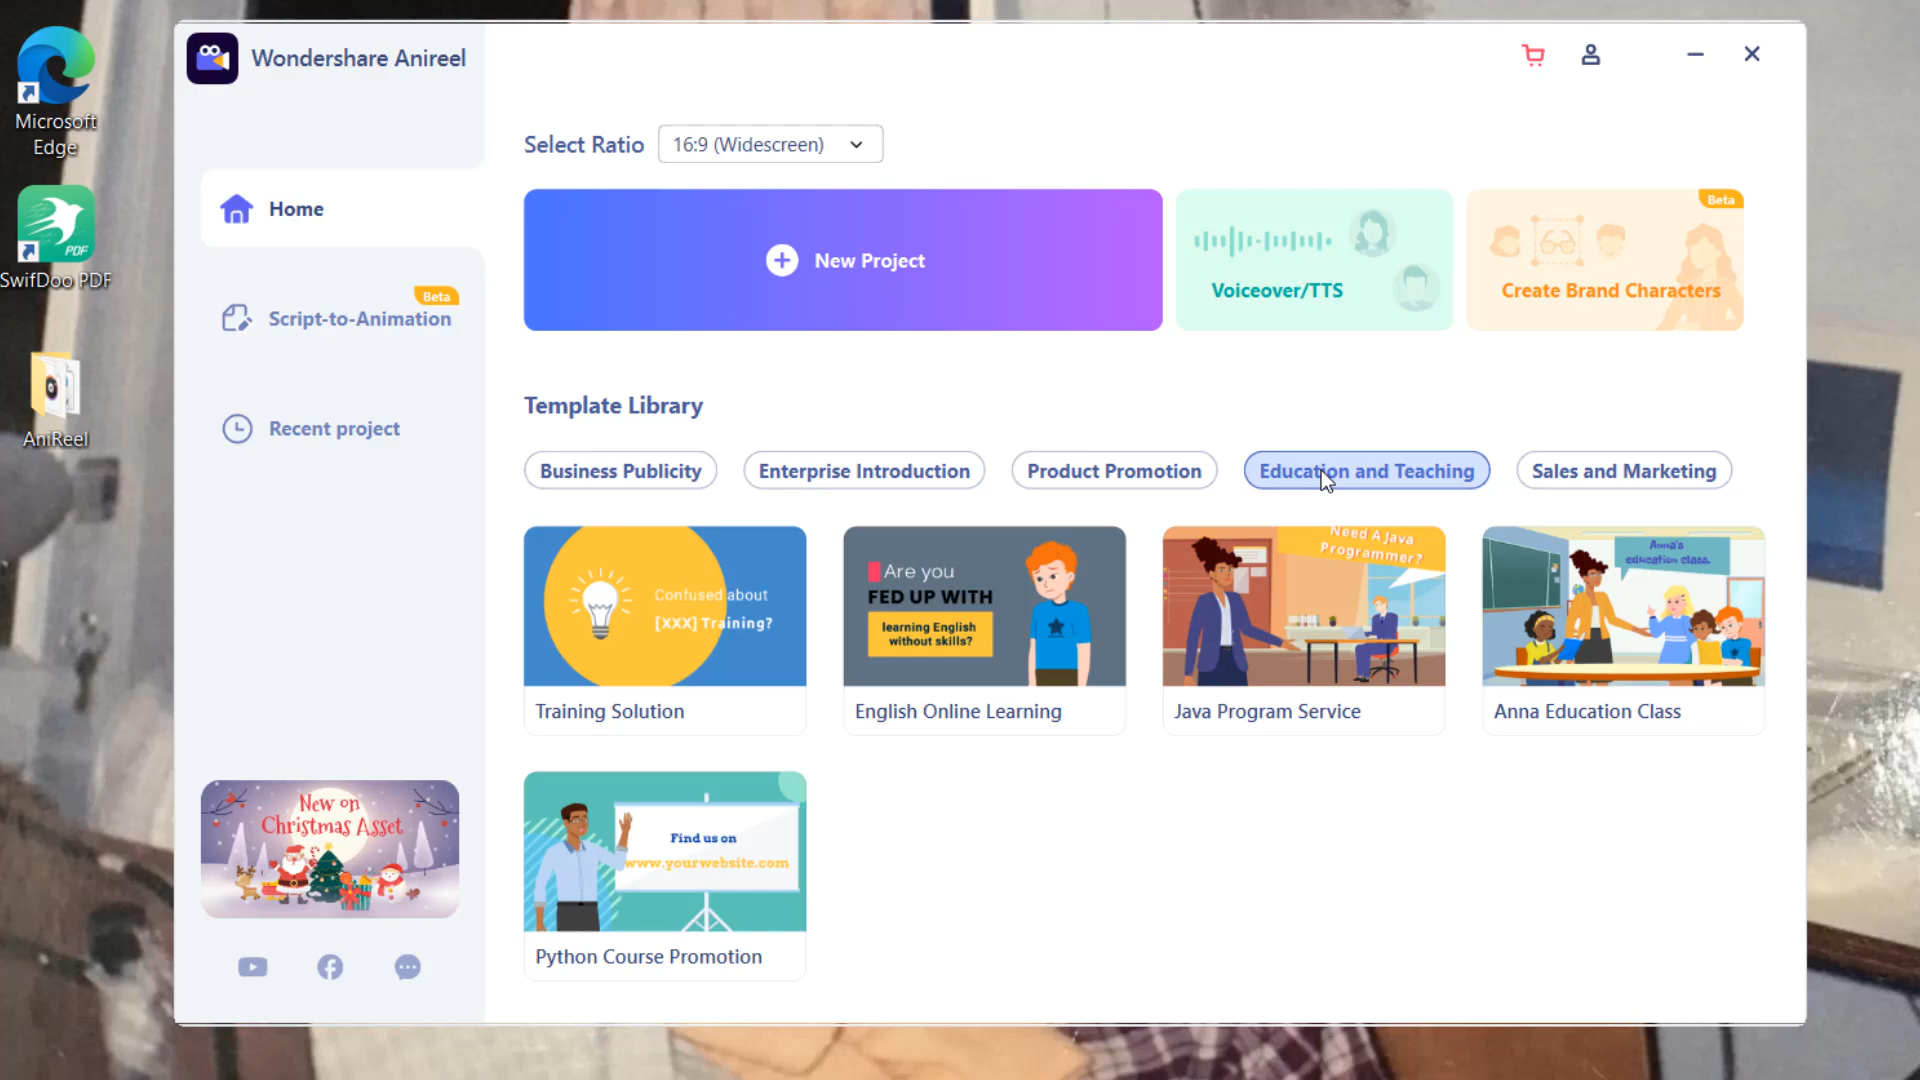 Microsoft
Edge
PDF
SwifDoo PDF
AniReel
Wondershare Anireel
Home
Beta
Script-to-Animation
Recent project
New on
Christmas Asset
Select Ratio
16:9 (Widescreen)
New Project
Voiceover/TTS
Beta
Create Brand Characters
Template Library
Business Publicity
Enterprise Introduction
Product Promotion
Education and Teaching
Sales and Marketing
Confused about
[XXX] Training?
Training Solution
Are you
FED UP WITH
learning English
without skills?
English Online Learning
Need A Java
Programmer?
Java Program Service
Anna's
education class.
Anna Education Class
Find us on
www.yourwebsite.com
Python Course Promotion